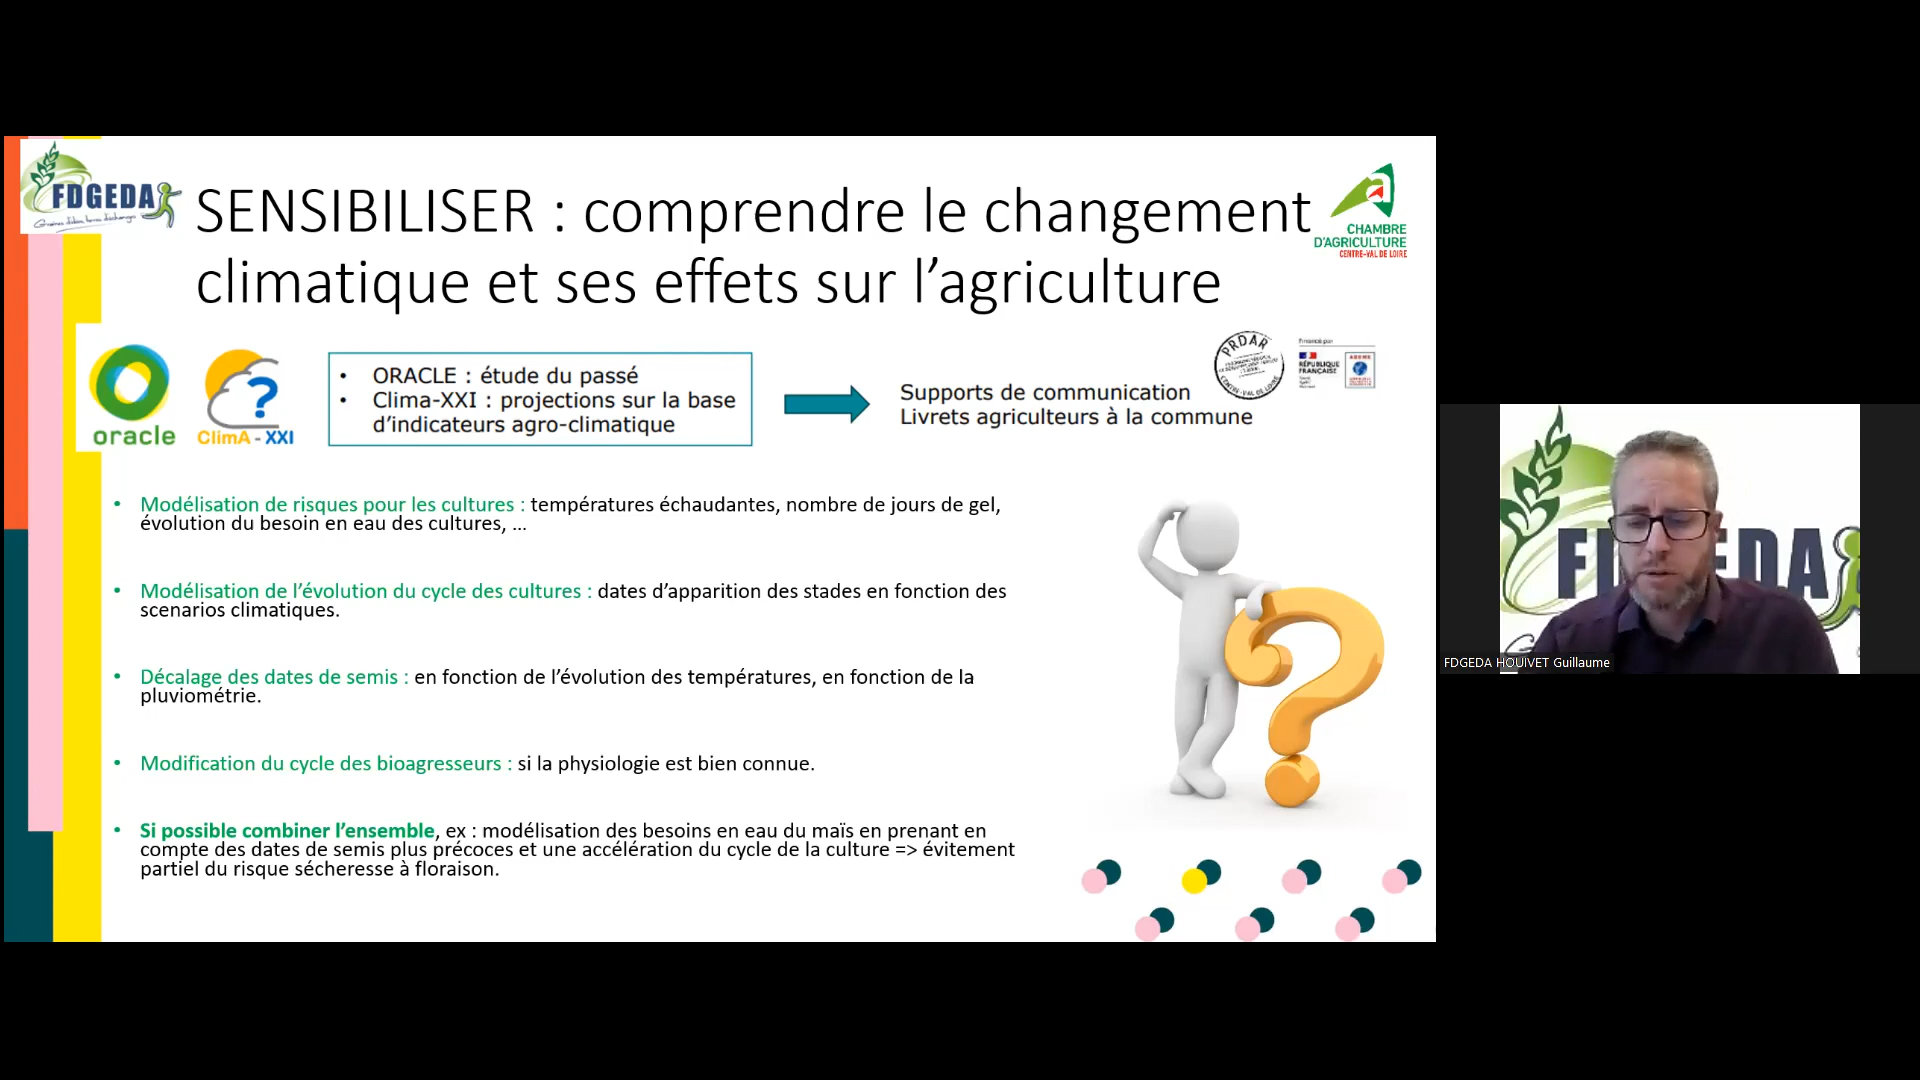 FDGEDA
SENSIBILISER : comprendre le changement
climatique et ses effets sur l’agriculture
CHAMBRE
D'AGRICULTURE
CENTRE-VAL DE LOIRE
oracle
ClimA - XXI
• ORACLE : étude du passé
• Clima-XXI : projections sur la base
d’indicateurs agro-climatique
Supports de communication
Livrets agriculteurs à la commune
PRDAR
CENTRE-VAL DE LOIRE
Financé par
RÉPUBLIQUE
FRANÇAISE
ADEME
• Modélisation de risques pour les cultures : températures échaudantes, nombre de jours de gel,
évolution du besoin en eau des cultures, ...
• Modélisation de l’évolution du cycle des cultures : dates d’apparition des stades en fonction des
scenarios climatiques.
• Décalage des dates de semis : en fonction de l’évolution des températures, en fonction de la
pluviométrie.
• Modification du cycle des bioagresseurs : si la physiologie est bien connue.
• Si possible combiner l’ensemble, ex : modélisation des besoins en eau du maïs en prenant en
compte des dates de semis plus précoces et une accélération du cycle de la culture => évitement
partiel du risque sécheresse à floraison.
FDGEDA HOUIVET Guillaume